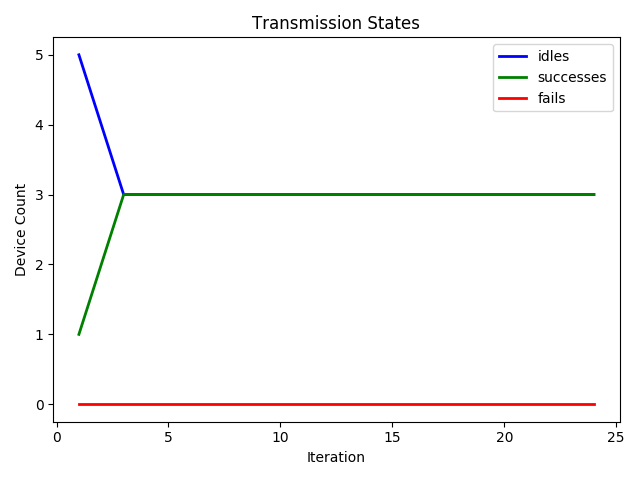 Transmission States
idles
successes
fails
Device Count
5
4
3
2
1
0
0 5 10 15 20 25
Iteration